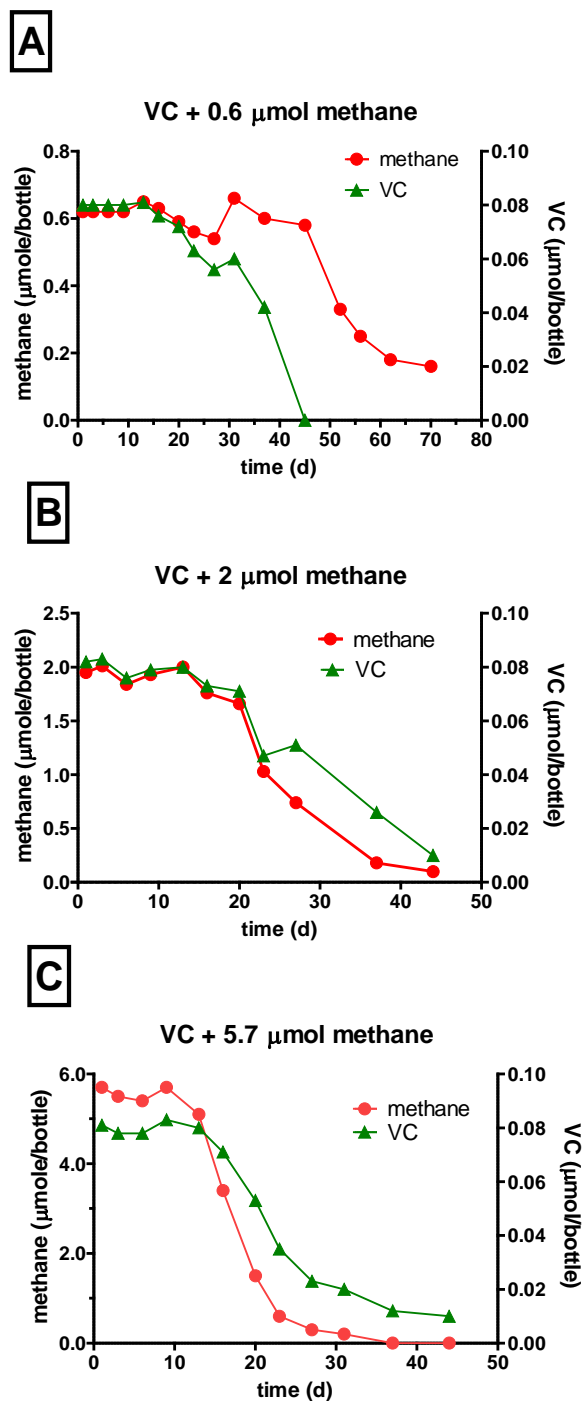 A
VC + 0.6 μmol methane
methane
VC
0.8
0.6
0.4
0.2
0.0
0.10
0.08
0.06
0.04
0.02
0.00
methane (μmole/bottle)
VC (μmol/bottle)
0 10 20 30 40 50 60 70 80
time (d)
B
VC + 2 μmol methane
methane
VC
2.5
2.0
1.5
1.0
0.5
0.0
0.10
0.08
0.06
0.04
0.02
0.00
methane (μmole/bottle)
VC (μmol/bottle)
0 10 20 30 40 50
time (d)
C
VC + 5.7 μmol methane
methane
VC
6.0
4.0
2.0
0.0
0.10
0.08
0.06
0.04
0.02
0.00
methane (μmole/bottle)
VC (μmol/bottle)
0 10 20 30 40 50
time (d)